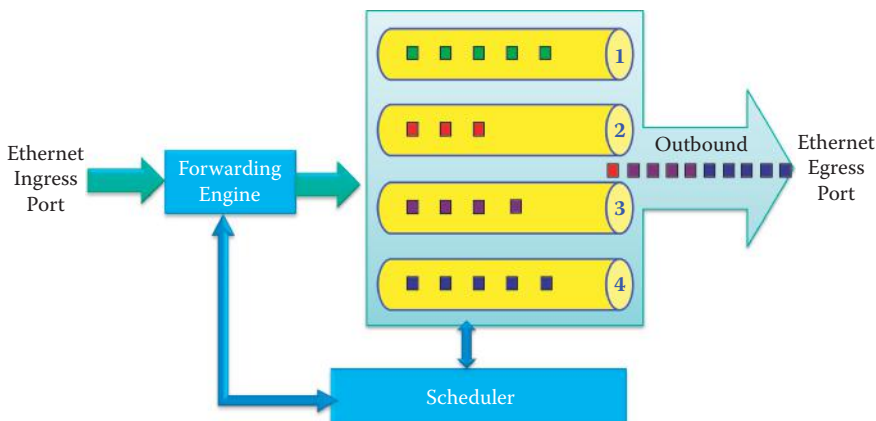 Ethernet
Ingress
Port
Forwarding
Engine
1
2
3
4
Outbound
Ethernet
Egress
Port
Scheduler